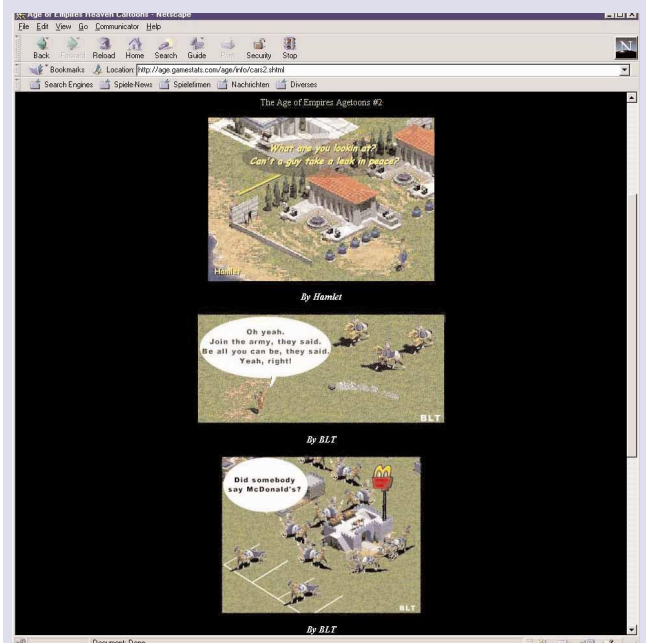 Age of Empires Heaven Cartoons - Netscape
File Edit View Go Communicator Help
Back Forward Reload Home Search Guide Print Security Stop
N
Bookmarks Location: http://age.gamestats.com/age/info/cars2.shtml
Search Engines Spiele-News Spielefirmen Nachrichten Diverses
The Age of Empires Agetoons #2
What are you lookin at?
Can't a guy take a leak in peace?
Hamlet
By Hamlet
Oh yeah.
Join the army, they said.
Be all you can be, they said.
Yeah, right!
BLT
By BLT
Did somebody
say McDonald's?
BLT
By BLT
Document: Done